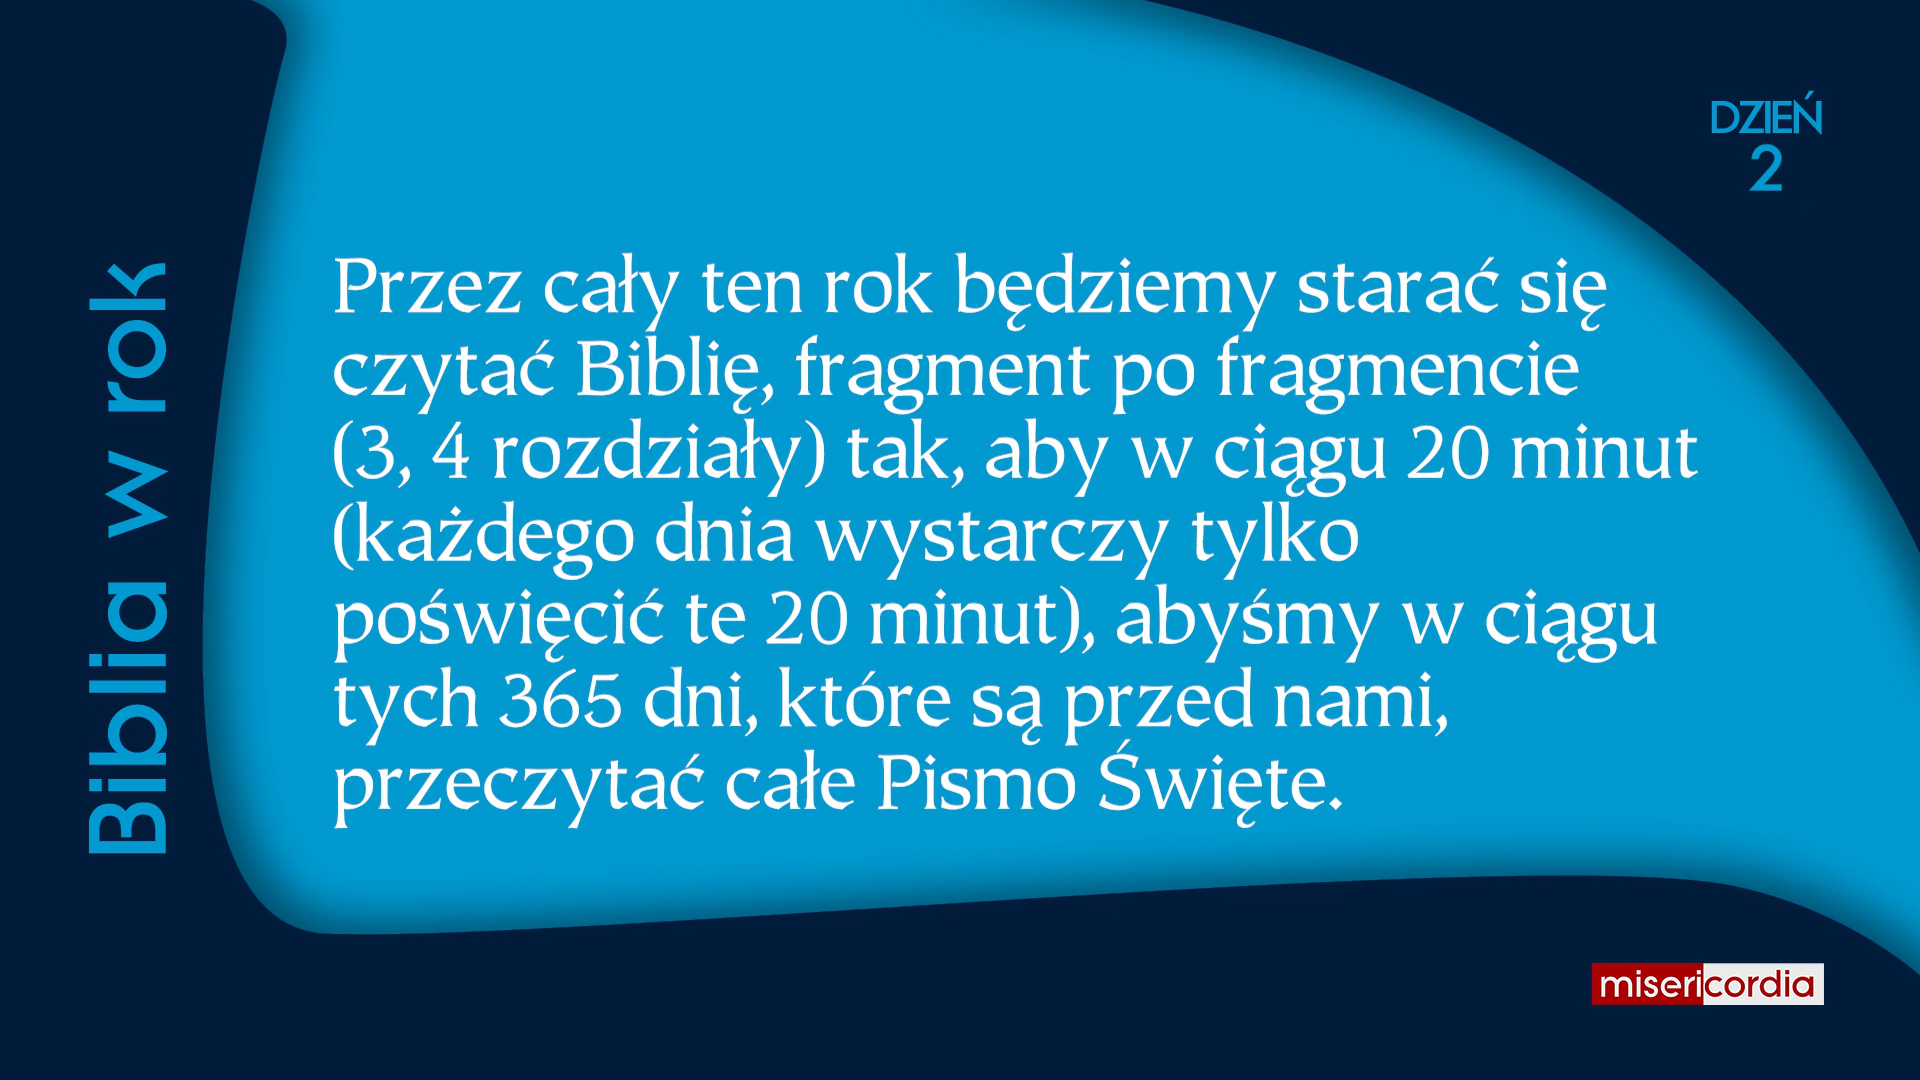 Biblia w rok
DZIEŃ
2
Przez cały ten rok będziemy starać się
czytać Biblię, fragment po fragmencie
(3, 4 rozdziały) tak, aby w ciągu 20 minut
(każdego dnia wystarczy tylko
poświęcić te 20 minut), abyśmy w ciągu
tych 365 dni, które są przed nami,
przeczytać całe Pismo Święte.
misericordia